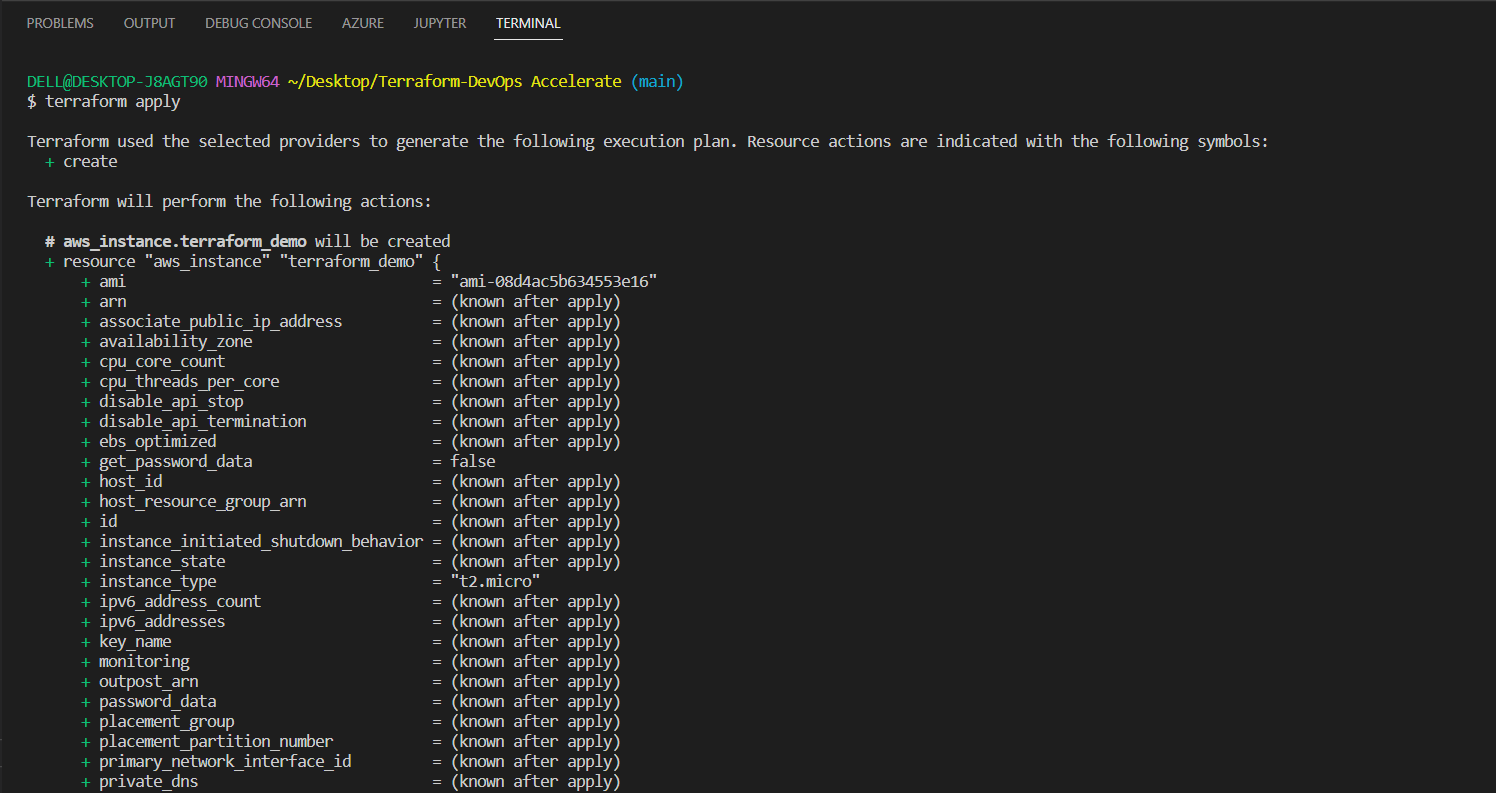 PROBLEMS OUTPUT DEBUG CONSOLE AZURE JUPYTER TERMINAL
DELL@DESKTOP-J8AGT90 MINGW64 ~/Desktop/Terraform-DevOps Accelerate (main)
$ terraform apply
Terraform used the selected providers to generate the following execution plan. Resource actions are indicated with the following symbols:
  + create
Terraform will perform the following actions:
  # aws_instance.terraform_demo will be created
  + resource "aws_instance" "terraform_demo" {
      + ami                                  = "ami-08d4ac5b634553e16"
      + arn                                  = (known after apply)
      + associate_public_ip_address          = (known after apply)
      + availability_zone                    = (known after apply)
      + cpu_core_count                       = (known after apply)
      + cpu_threads_per_core                 = (known after apply)
      + disable_api_stop                     = (known after apply)
      + disable_api_termination              = (known after apply)
      + ebs_optimized                        = (known after apply)
      + get_password_data                    = false
      + host_id                              = (known after apply)
      + host_resource_group_arn              = (known after apply)
      + id                                   = (known after apply)
      + instance_initiated_shutdown_behavior = (known after apply)
      + instance_state                       = (known after apply)
      + instance_type                        = "t2.micro"
      + ipv6_address_count                   = (known after apply)
      + ipv6_addresses                       = (known after apply)
      + key_name                             = (known after apply)
      + monitoring                           = (known after apply)
      + outpost_arn                          = (known after apply)
      + password_data                        = (known after apply)
      + placement_group                      = (known after apply)
      + placement_partition_number           = (known after apply)
      + primary_network_interface_id         = (known after apply)
      + private_dns                          = (known after apply)